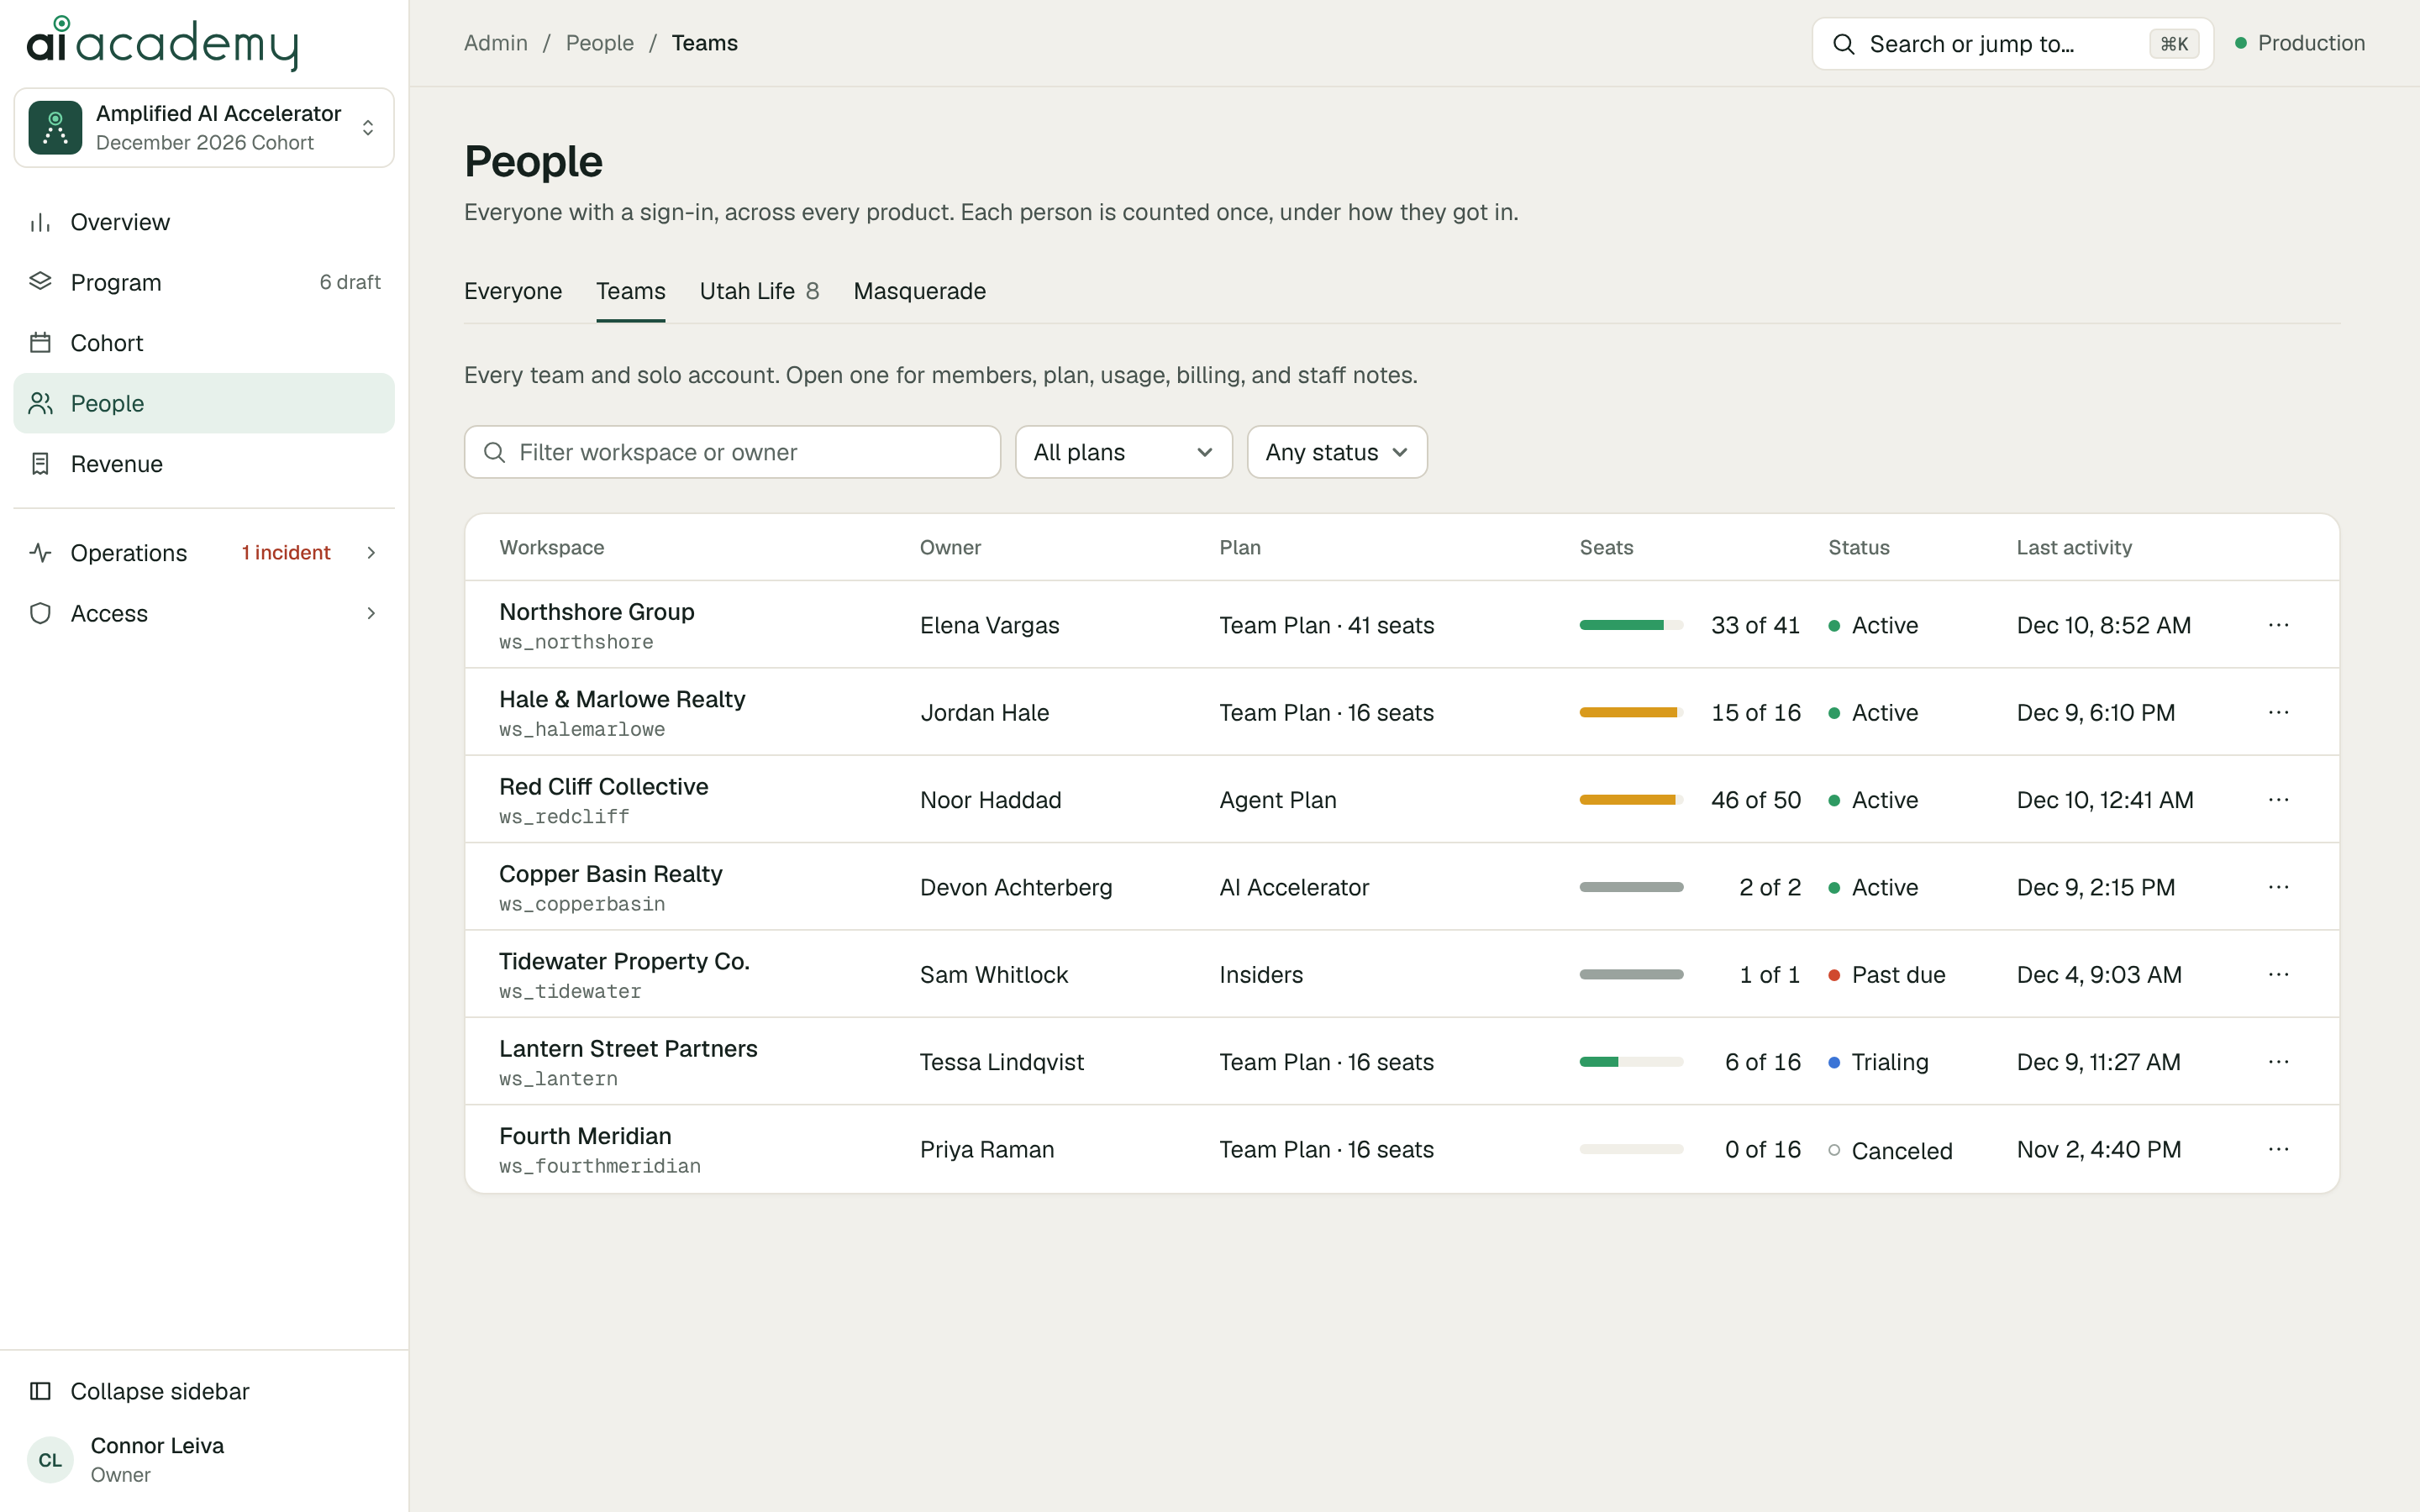 ai academy
Amplified AI Accelerator
December 2026 Cohort
Overview
Program 6 draft
Cohort
People
Revenue
Operations 1 incident
Access
Collapse sidebar
CL
Connor Leiva
Owner
Admin / People / Teams
Search or jump to... ⌘K
Production
People
Everyone with a sign-in, across every product. Each person is counted once, under how they got in.
Everyone Teams Utah Life 8 Masquerade
Every team and solo account. Open one for members, plan, usage, billing, and staff notes.
Filter workspace or owner All plans Any status
Workspace Owner Plan Seats Status Last activity
Northshore Group
ws_northshore
Elena Vargas Team Plan · 41 seats 33 of 41 Active Dec 10, 8:52 AM ...
Hale & Marlowe Realty
ws_halemarlowe
Jordan Hale Team Plan · 16 seats 15 of 16 Active Dec 9, 6:10 PM ...
Red Cliff Collective
ws_redcliff
Noor Haddad Agent Plan 46 of 50 Active Dec 10, 12:41 AM ...
Copper Basin Realty
ws_copperbasin
Devon Achterberg AI Accelerator 2 of 2 Active Dec 9, 2:15 PM ...
Tidewater Property Co.
ws_tidewater
Sam Whitlock Insiders 1 of 1 Past due Dec 4, 9:03 AM ...
Lantern Street Partners
ws_lantern
Tessa Lindqvist Team Plan · 16 seats 6 of 16 Trialing Dec 9, 11:27 AM ...
Fourth Meridian
ws_fourthmeridian
Priya Raman Team Plan · 16 seats 0 of 16 Canceled Nov 2, 4:40 PM ...